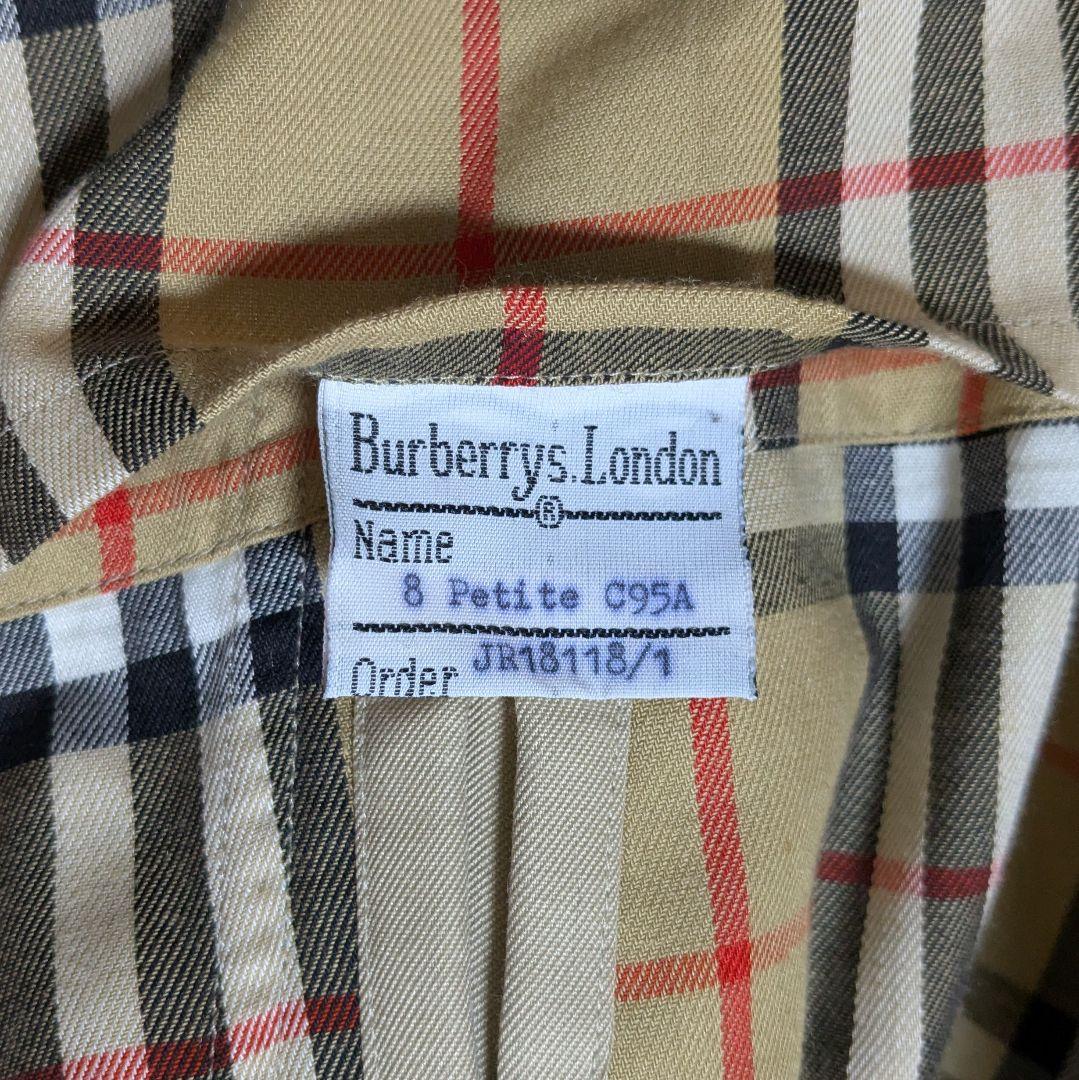 Burberrys.London
®
Name
8 Petite C95A
Order JR18118/1